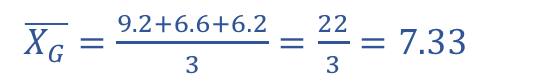 X̅_G = (9.2+6.6+6.2)/3 = 22/3 = 7.33